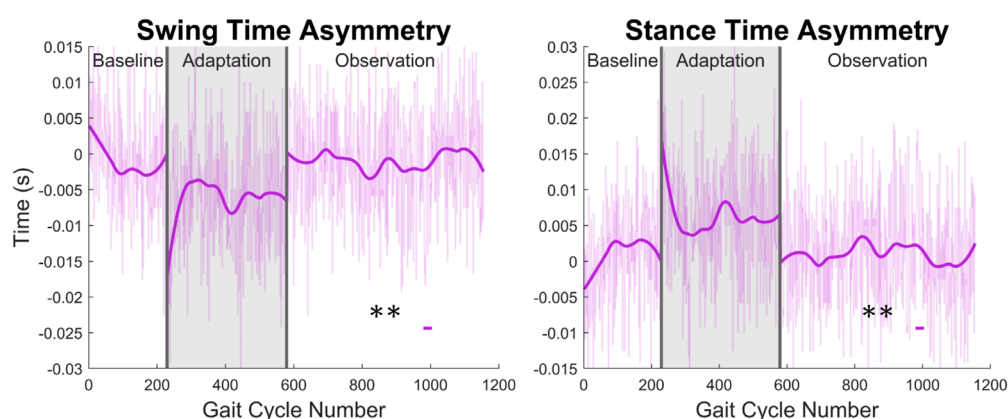 Swing Time Asymmetry
Baseline Adaptation Observation
0.015
0.01
0.005
0
-0.005
-0.01
-0.015
-0.02
-0.025
-0.03
Time (s)
**
0 200 400 600 800 1000 1200
Gait Cycle Number
Stance Time Asymmetry
Baseline Adaptation Observation
0.03
0.025
0.02
0.015
0.01
0.005
0
-0.005
-0.01
-0.015
**
0 200 400 600 800 1000 1200
Gait Cycle Number